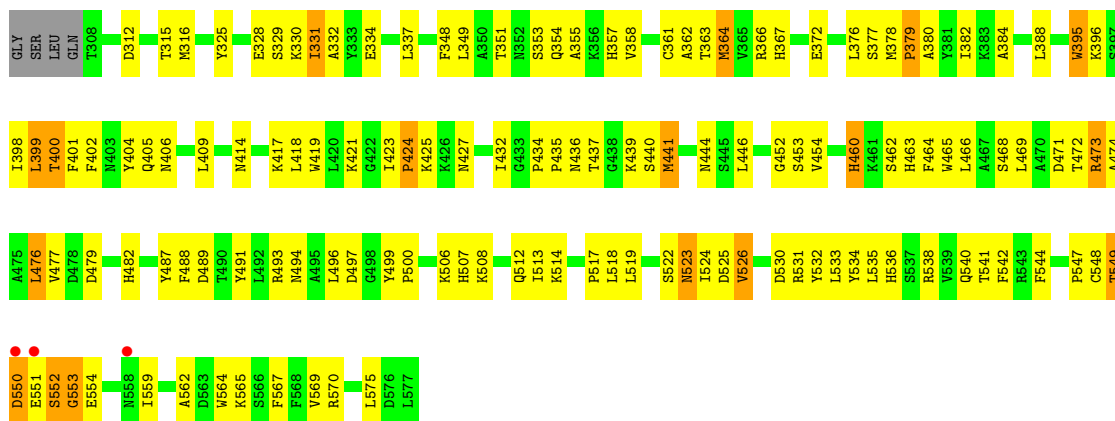 GLY SER LEU GLN T308 D312 T315 M316 Y325 E328 S329 K330 I331 A332 Y333 E334 L337 F348 L349 A350 T351 N352 S353 Q354 A355 K356 H357 V358 C361 A362 T363 M364 V365 R366 H367 E372 L376 S377 M378 P379 A380 Y381 I382 K383 A384 L388 W395 K396 S397
I398 L399 T400 F401 F402 N403 Y404 Q405 N406 L409 N414 K417 L418 W419 L420 K421 G422 I423 P424 K425 K426 N427 I432 G433 P434 P435 N436 T437 G438 K439 S440 M441 N444 S445 L446 G452 S453 V454 H460 K461 S462 H463 F464 W465 L466 A467 S468 L469 A470 D471 T472 R473 A474
A475 L476 V477 D478 D479 H482 Y487 F488 D489 T490 Y491 L492 R493 N494 A495 L496 D497 G498 Y499 P500 K506 H507 K508 Q512 I513 K514 P517 L518 L519 S522 N523 I524 D525 V526 D530 R531 Y532 L533 Y534 L535 H536 S537 R538 V539 Q540 T541 F542 R543 F544 P547 C548 T549
D550 E551 S552 G553 E554 N558 I559 A562 D563 W564 K565 S566 F567 F568 V569 R570 L575 D576 L577